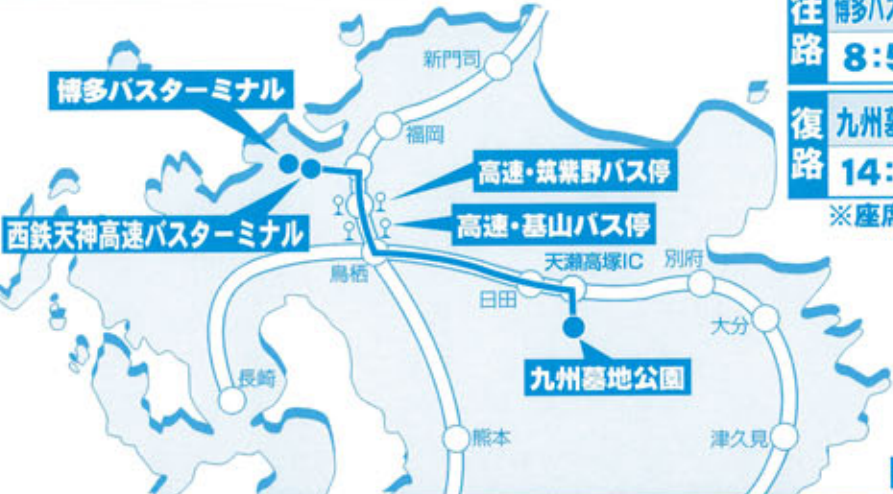 新門司
博多バスターミナル
福岡
高速・筑紫野バス停
高速・基山バス停
西鉄天神高速バスターミナル
鳥栖
天瀬高塚IC
別府
日田
大分
九州墓地公園
長崎
熊本
津久見
往路
博多バス
8:5
復路
九州墓
14:
※座席